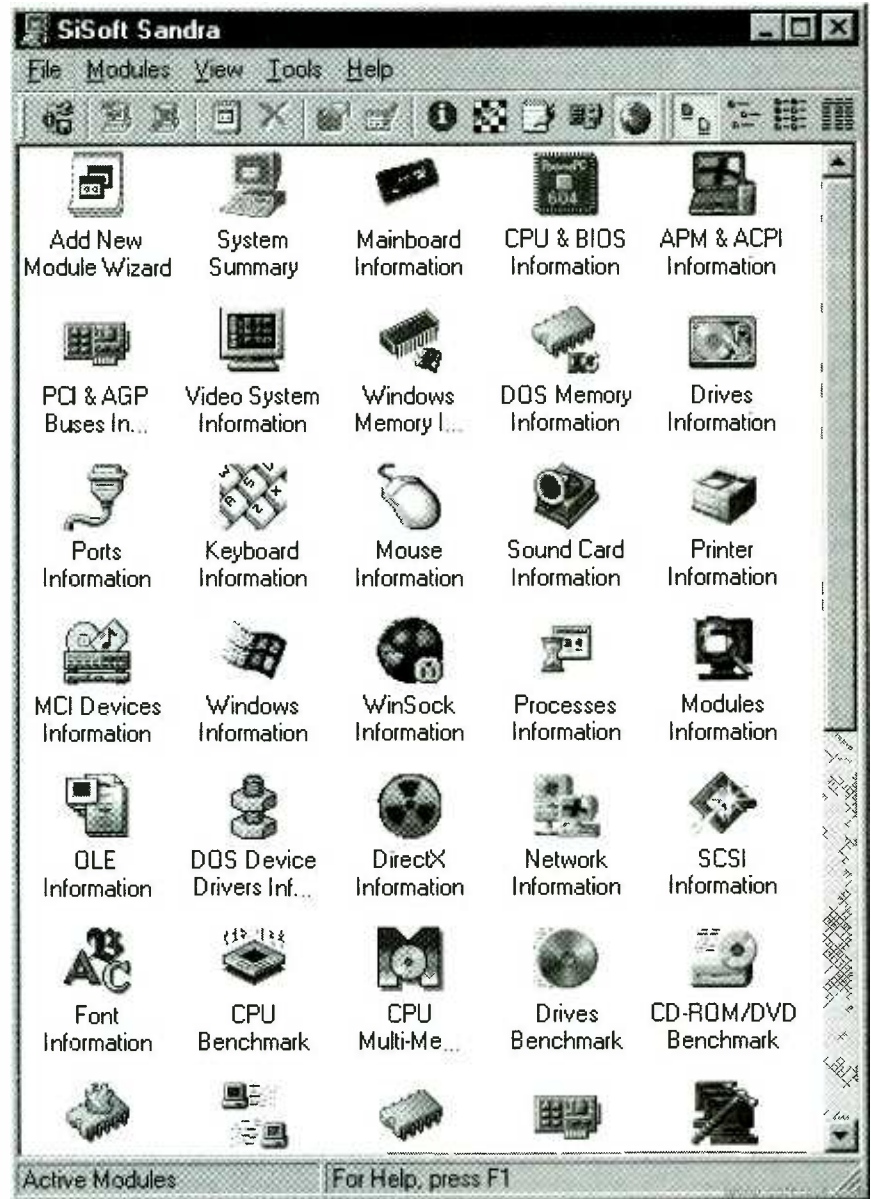 SiSoft Sandra
File Modules View Tools Help
Add New Module Wizard
System Summary
Mainboard Information
PowerPC
604
CPU & BIOS Information
APM & ACPI Information
PCI & AGP Buses In...
Video System Information
Windows Memory I...
DOS Memory Information
Drives Information
Ports Information
Keyboard Information
Mouse Information
Sound Card Information
Printer Information
MCI Devices Information
Windows Information
WinSock Information
Processes Information
Modules Information
OLE Information
DOS Device Drivers Inf...
DirectX Information
Network Information
SCSI Information
Font Information
CPU Benchmark
CPU Multi-Me...
Drives Benchmark
CD-ROM/DVD Benchmark
Active Modules
For Help, press F1